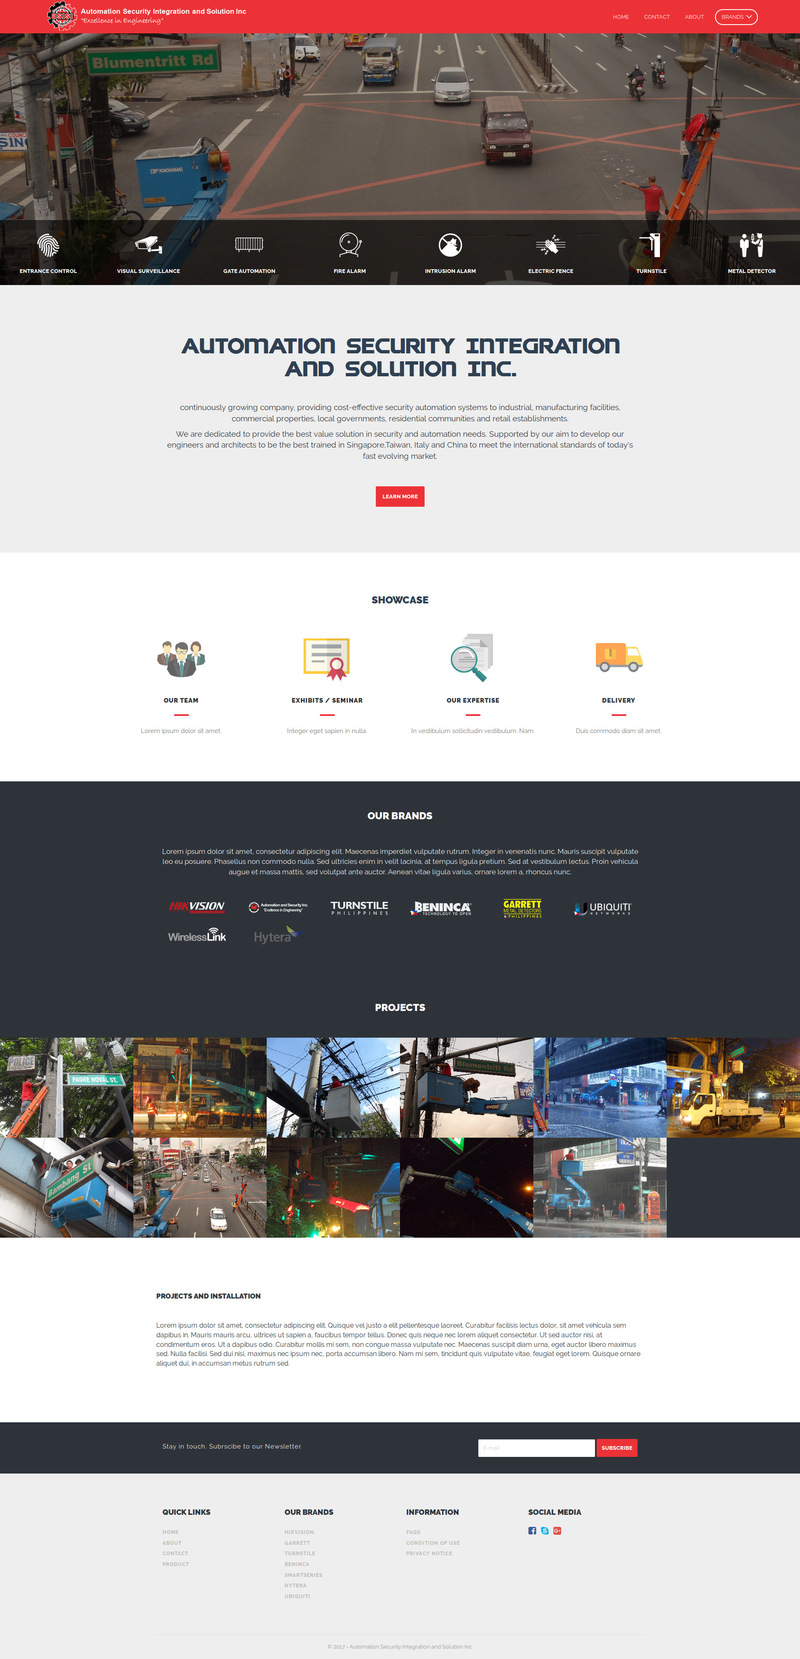 Automation Security Integration and Solution Inc
"Excellence in Engineering"
HOME CONTACT ABOUT BRANDS
Blumentritt Rd
ENTRANCE CONTROL VISUAL SURVEILLANCE GATE AUTOMATION FIRE ALARM INTRUSION ALARM ELECTRIC FENCE TURNSTILE METAL DETECTOR
AUTOMATION SECURITY INTEGRATION
AND SOLUTION INC.
continuously growing company, providing cost-effective security automation systems to industrial, manufacturing facilities,
commercial properties, local governments, residential communities and retail establishments.
We are dedicated to provide the best value solution in security and automation needs. Supported by our aim to develop our
engineers and architects to be the best trained in Singapore,Taiwan, Italy and China to meet the international standards of today's
fast evolving market.
LEARN MORE
SHOWCASE
OUR TEAM EXHIBITS / SEMINAR OUR EXPERTISE DELIVERY
Lorem ipsum dolor sit amet. Integer eget sapien in nulla. In vestibulum sollicitudin vestibulum. Nam. Duis commodo diam sit amet.
OUR BRANDS
Lorem ipsum dolor sit amet, consectetur adipiscing elit. Maecenas imperdiet vulputate rutrum. Integer in venenatis nunc. Mauris suscipit vulputate
leo eu posuere. Phasellus non commodo nulla. Sed ultricies enim in velit lacinia, at tempus ligula pretium. Sed at vestibulum lectus. Proin vehicula
augue et massa mattis, sed volutpat ante auctor. Aenean vitae ligula varius, ornare lorem a, rhoncus nunc.
HIKVISION
Automation and Security Inc.
"Excellence in Engineering"
TURNSTILE
PHILIPPINES
BENINCA
TECHNOLOGY TO OPEN
GARRETT
METAL DETECTORS
PHILIPPINES
UBIQUITI
NETWORKS
WirelessLink
Hytera
PROJECTS
PADRE NOVAL ST.
Blumentritt Rd
Bambang St
PROJECTS AND INSTALLATION
Lorem ipsum dolor sit amet, consectetur adipiscing elit. Quisque vel justo a elit pellentesque laoreet. Curabitur facilisis lectus dolor, sit amet vehicula sem
dapibus in. Mauris mauris arcu, ultrices ut sapien a, faucibus tempor tellus. Donec quis neque nec lorem aliquet consectetur. Ut sed auctor nisi, at
condimentum eros. Ut a dapibus odio. Curabitur mollis mi sem, non congue massa vulputate nec. Maecenas suscipit diam urna, eget auctor libero maximus
sed. Nulla facilisi. Sed dui nisi, maximus nec ipsum nec, porta accumsan libero. Nam mi sem, tincidunt quis vulputate vitae, feugiat eget lorem. Quisque ornare
aliquet dui, in accumsan metus rutrum sed.
Stay in touch. Subrscibe to our Newsletter
E-mail
SUBSCRIBE
QUICK LINKS
HOME
ABOUT
CONTACT
PRODUCT
OUR BRANDS
HIKVISION
GARRETT
TURNSTILE
BENINCA
SMARTSERIES
HYTERA
UBIQUITI
INFORMATION
FAQS
CONDITION OF USE
PRIVACY NOTICE
SOCIAL MEDIA
© 2017 - Automation Security Integration and Solution Inc